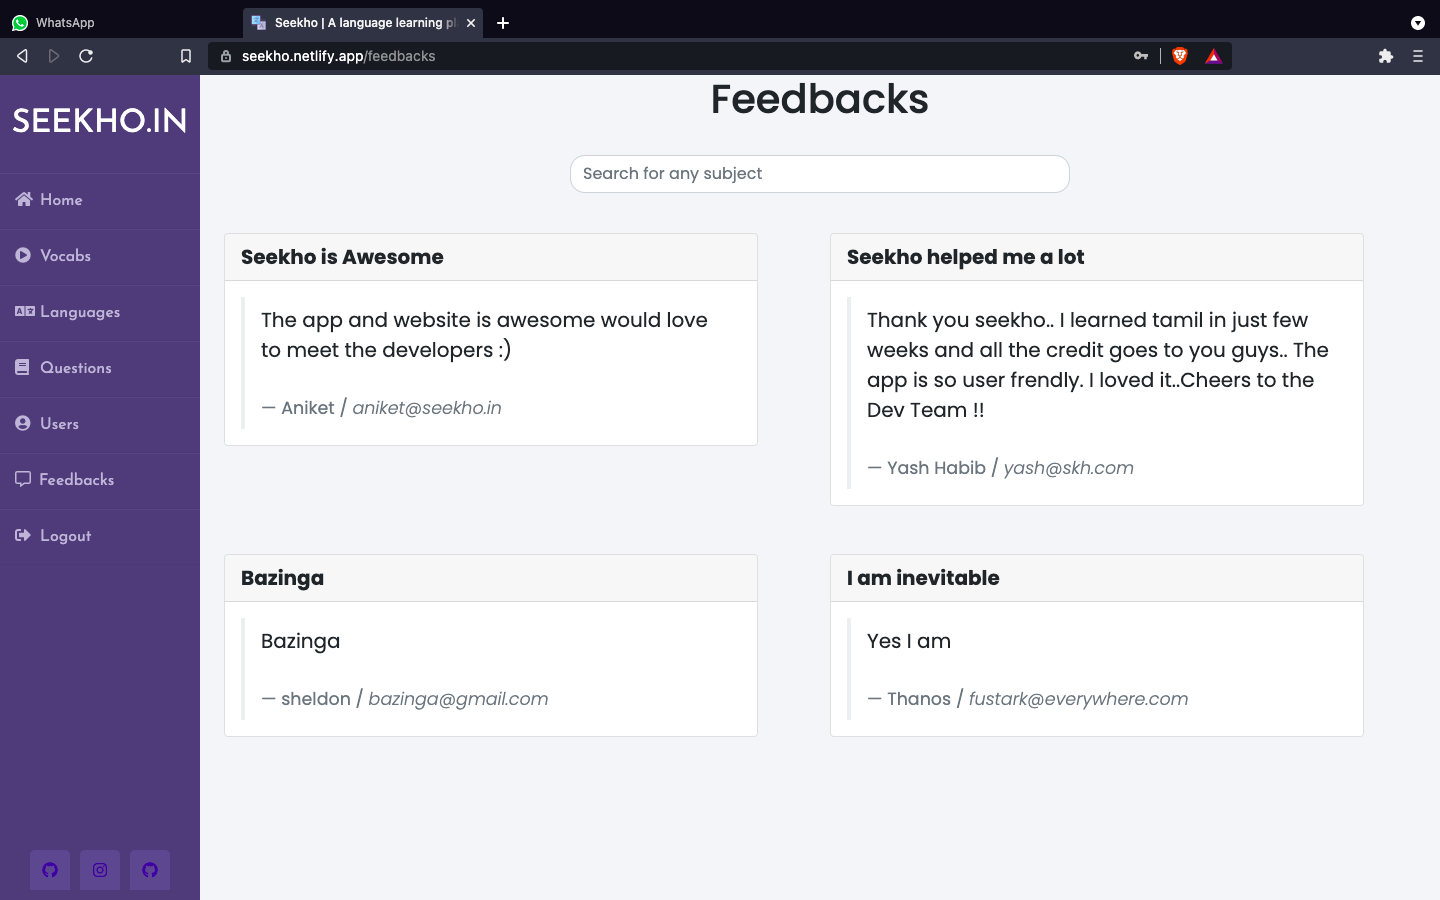 WhatsApp
Seekho | A language learning pl
seekho.netlify.app/feedbacks
SEEKHO.IN
Home
Vocabs
Languages
Questions
Users
Feedbacks
Logout
Feedbacks
Search for any subject
Seekho is Awesome
The app and website is awesome would love
to meet the developers :)
— Aniket / aniket@seekho.in
Seekho helped me a lot
Thank you seekho.. I learned tamil in just few
weeks and all the credit goes to you guys.. The
app is so user frendly. I loved it..Cheers to the
Dev Team !!
— Yash Habib / yash@skh.com
Bazinga
Bazinga
— sheldon / bazinga@gmail.com
I am inevitable
Yes I am
— Thanos / fustark@everywhere.com